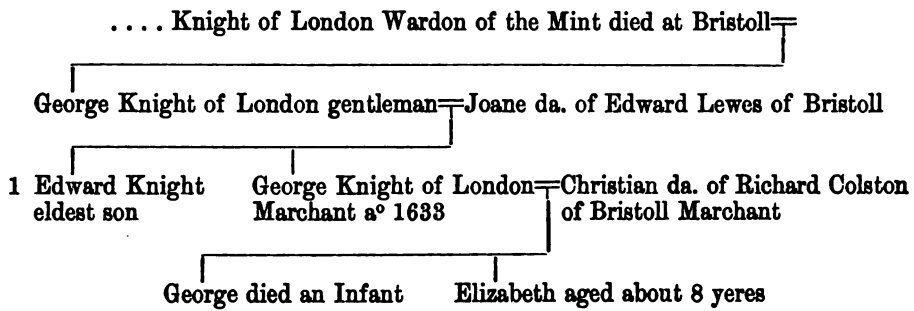 .... Knight of London Wardon of the Mint died at Bristoll
George Knight of London gentleman Joane da. of Edward Lewes of Bristoll
1 Edward Knight eldest son
George Knight of London Marchant aº 1633
Christian da. of Richard Colston of Bristoll Marchant
George died an Infant
Elizabeth aged about 8 yeres